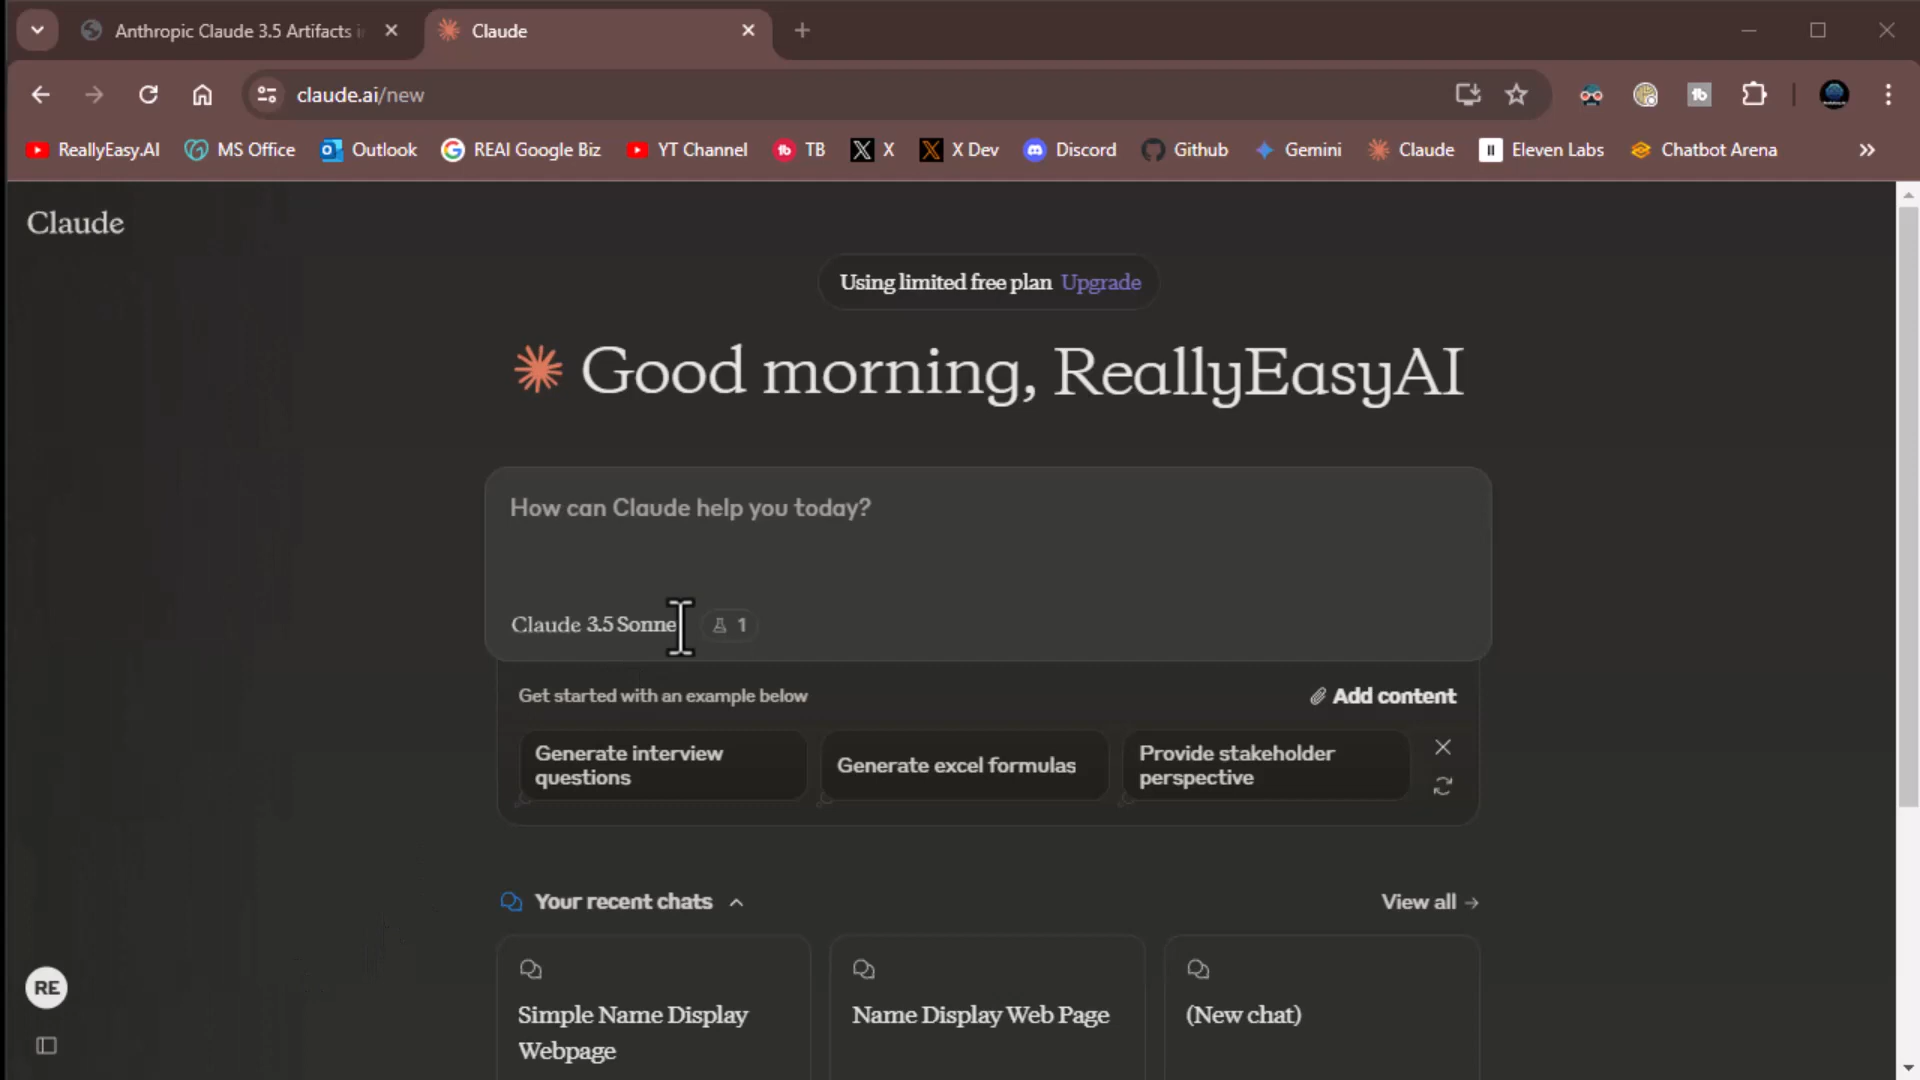 Anthropic Claude 3.5 Artifacts i
Claude
claude.ai/new
ReallyEasy.AI
MS Office
Outlook
REAI Google Biz
YT Channel
TB
X
X Dev
Discord
Github
Gemini
Claude
Eleven Labs
Chatbot Arena
Claude
Using limited free plan Upgrade
Good morning, ReallyEasyAI
How can Claude help you today?
Claude 3.5 Sonne
1
Get started with an example below
Add content
Generate interview
questions
Generate excel formulas
Provide stakeholder
perspective
Your recent chats
View all →
Simple Name Display
Webpage
Name Display Web Page
(New chat)
RE